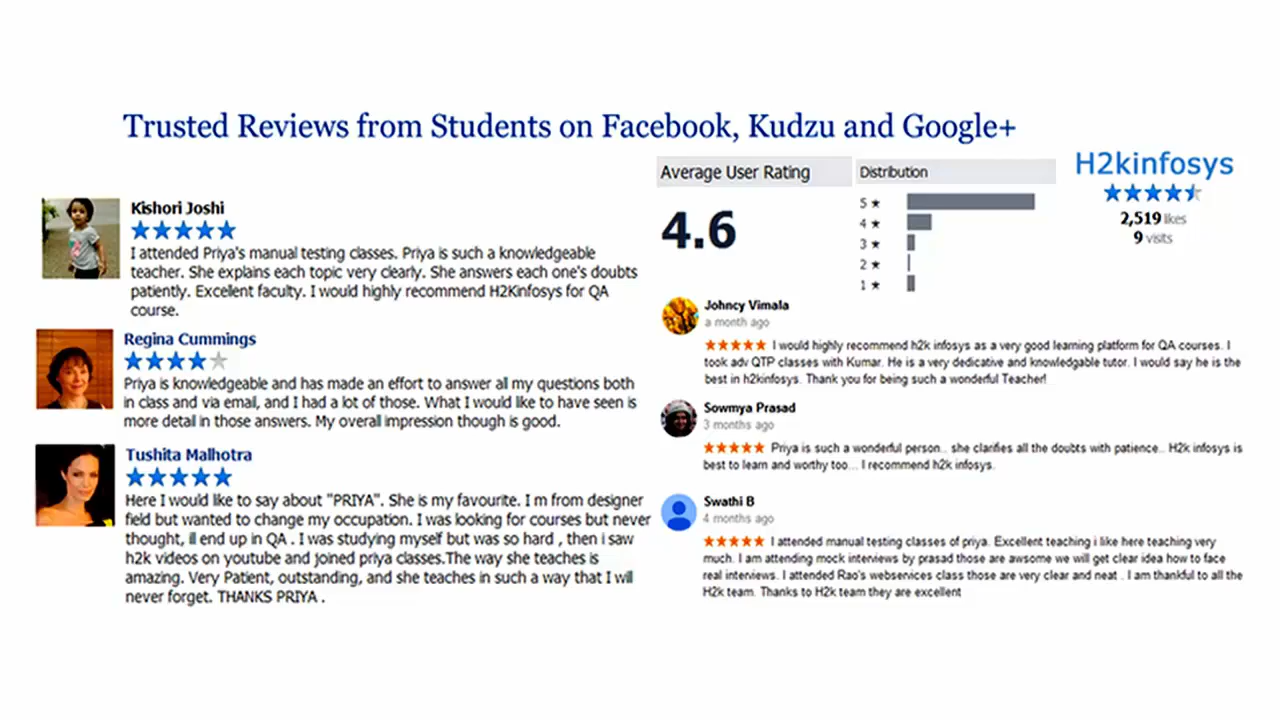 Trusted Reviews from Students on Facebook, Kudzu and Google+
Kishori Joshi
I attended Priya's manual testing classes. Priya is such a knowledgeable
teacher. She explains each topic very clearly. She answers each one's doubts
patiently. Excellent faculty. I would highly recommend H2Kinfosys for QA
course.
Regina Cummings
Priya is knowledgeable and has made an effort to answer all my questions both
in class and via email, and I had a lot of those. What I would like to have seen is
more detail in those answers. My overall impression though is good.
Tushita Malhotra
Here I would like to say about "PRIYA". She is my favourite. I m from designer
field but wanted to change my occupation. I was looking for courses but never
thought, ill end up in QA . I was studying myself but was so hard , then i saw
h2k videos on youtube and joined priya classes.The way she teaches is
amazing. Very Patient, outstanding, and she teaches in such a way that I will
never forget. THANKS PRIYA .
Average User Rating
4.6
Distribution
5 ★
4 ★
3 ★
2 ★
1 ★
H2kinfosys
2,519 likes
9 visits
Johncy Vimala
a month ago
★★★★★ I would highly recommend h2k infosys as a very good learning platform for QA courses. I
took adv QTP classes with Kumar. He is a very dedicative and knowledgable tutor. I would say he is the
best in h2kinfosys. Thank you for being such a wonderful Teacher!
Sowmya Prasad
3 months ago
★★★★★ Priya is such a wonderful person.. she clarifies all the doubts with patience.. H2k infosys is
best to learn and worthy too... I recommend h2k infosys.
Swathi B
4 months ago
★★★★★ I attended manual testing classes of priya. Excellent teaching i like here teaching very
much. I am attending mock interviews by prasad those are awsome we will get clear idea how to face
real interviews. I attended Rao's webservices class those are very clear and neat . I am thankful to all the
H2k team. Thanks to H2k team they are excellent